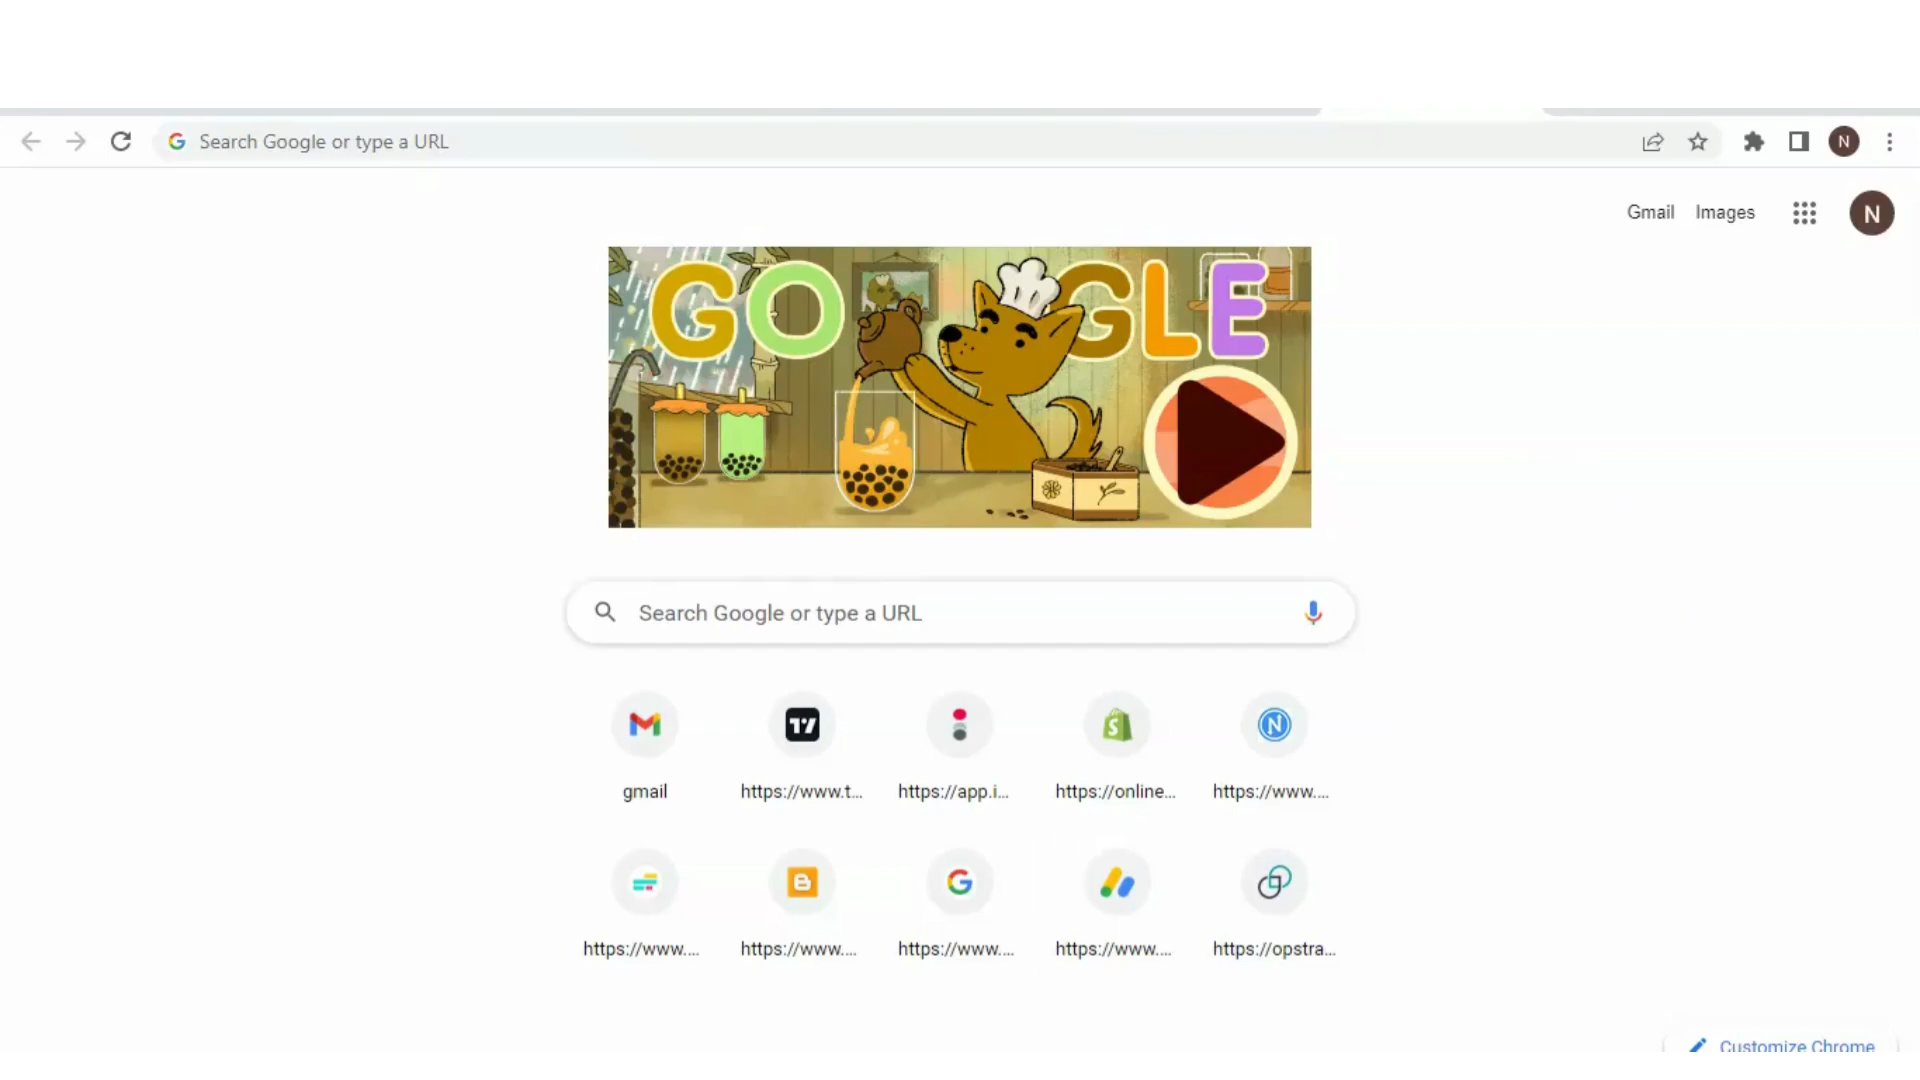 Search Google or type a URL
N
Gmail Images
N
GOOGLE
Search Google or type a URL
gmail
https://www.t...
https://app.i...
https://online...
https://www....
https://www....
https://www....
https://www....
https://www....
https://opstra...
Customize Chrome